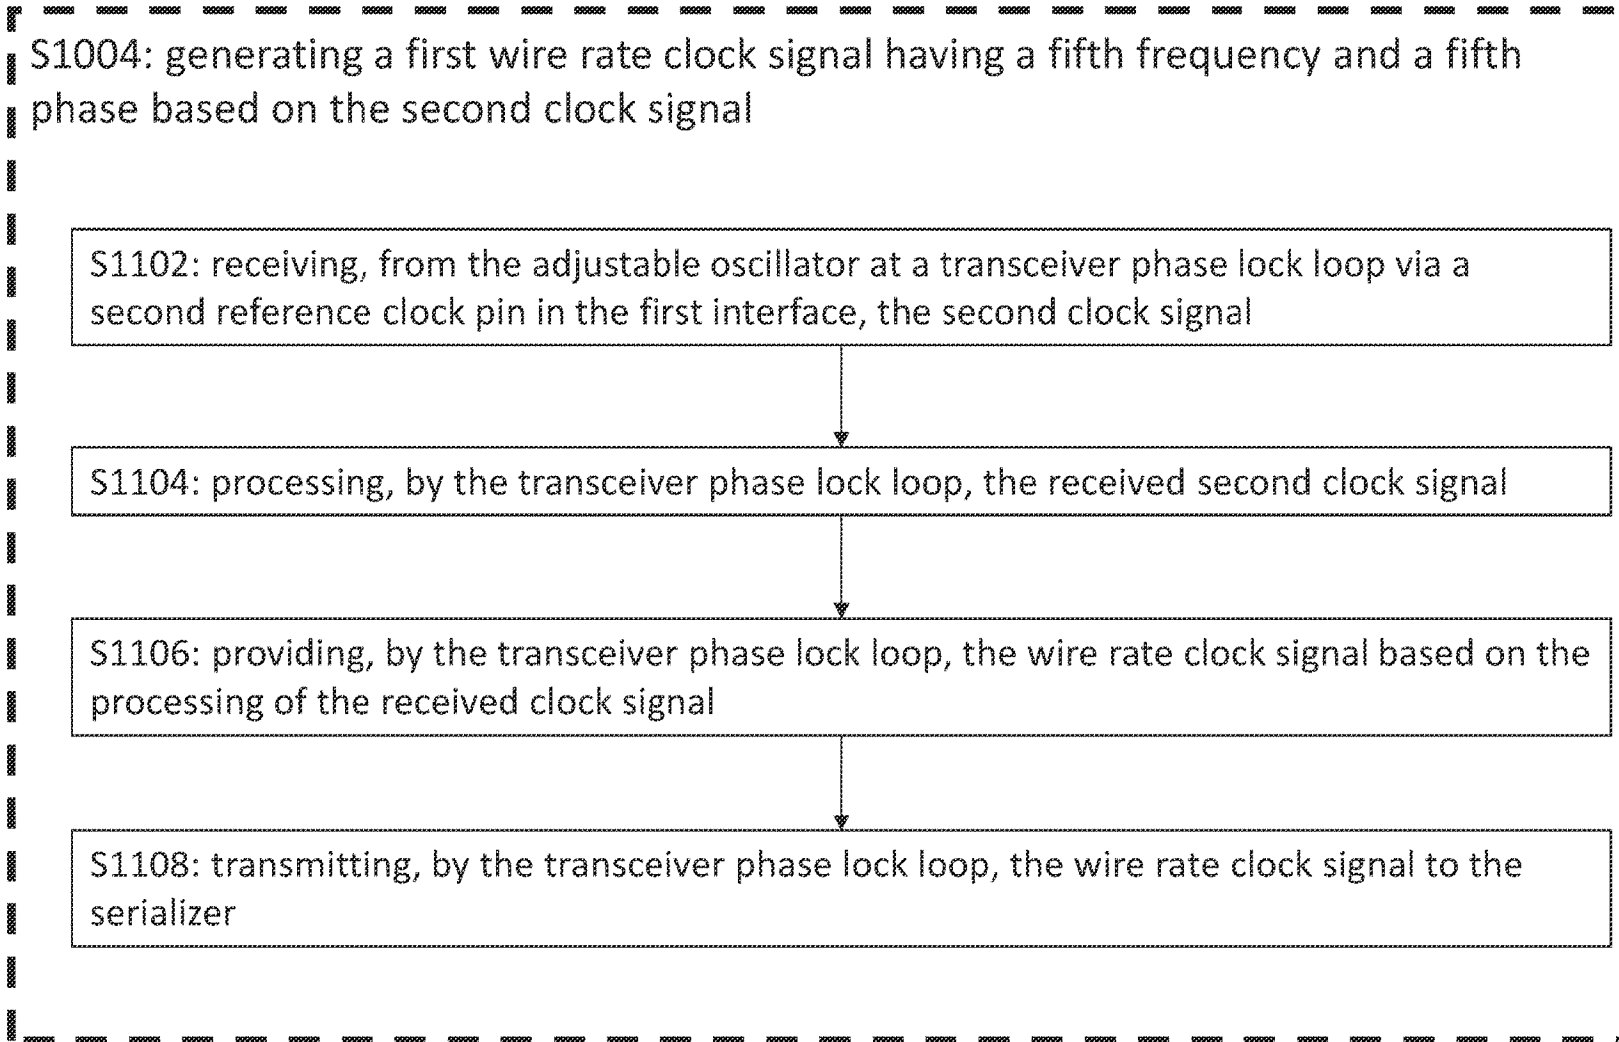 S1004: generating a first wire rate clock signal having a fifth frequency and a fifth
phase based on the second clock signal
S1102: receiving, from the adjustable oscillator at a transceiver phase lock loop via a
second reference clock pin in the first interface, the second clock signal
S1104: processing, by the transceiver phase lock loop, the received second clock signal
S1106: providing, by the transceiver phase lock loop, the wire rate clock signal based on the
processing of the received clock signal
S1108: transmitting, by the transceiver phase lock loop, the wire rate clock signal to the
serializer